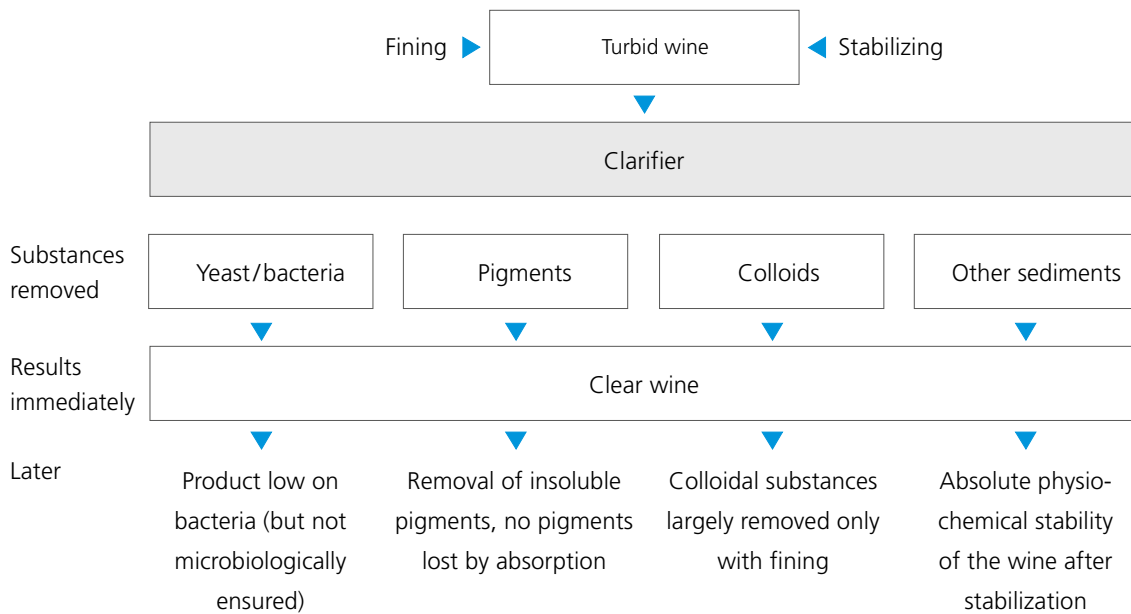 Fining
Turbid wine
Stabilizing
Clarifier
Substances
removed
Yeast/bacteria
Pigments
Colloids
Other sediments
Results
immediately
Clear wine
Later
Product low on
bacteria (but not
microbiologically
ensured)
Removal of insoluble
pigments, no pigments
lost by absorption
Colloidal substances
largely removed only
with fining
Absolute physio-
chemical stability
of the wine after
stabilization